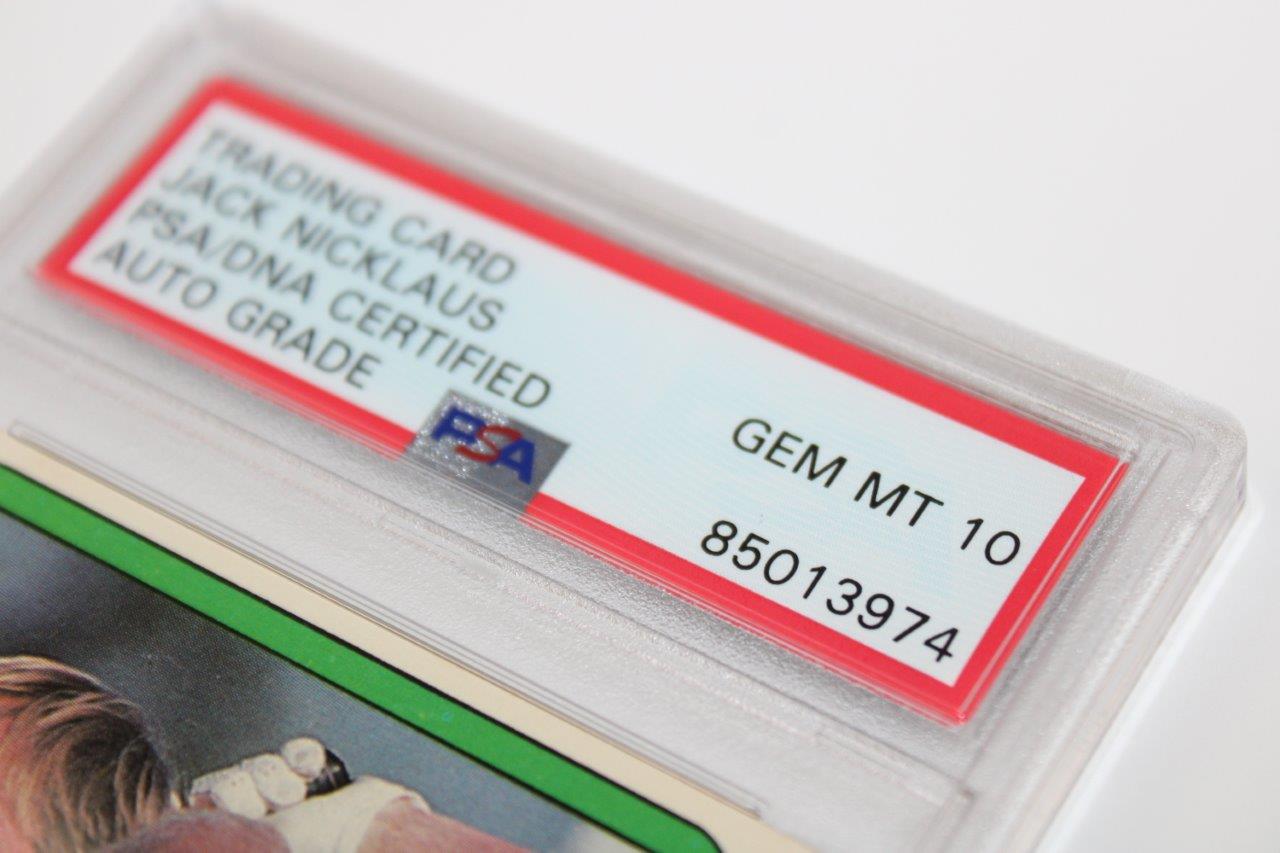 TRADING CARD
JACK NICKLAUS
PSA/DNA CERTIFIED
AUTO GRADE
PSA
GEM MT 10
85013974